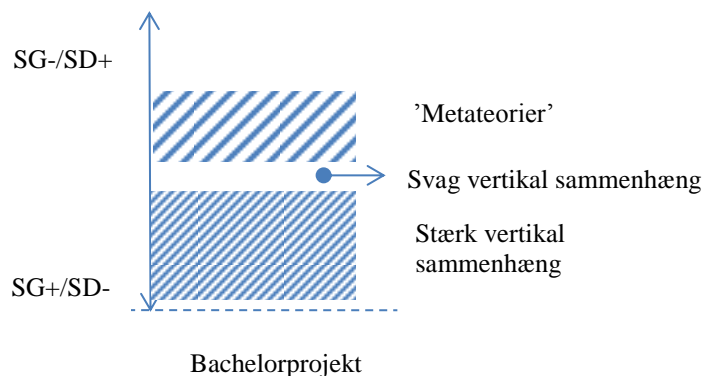 SG-/SD+
’Metateorier’
Svag vertikal sammenhæng
Stærk vertikal
sammenhæng
SG+/SD-
Bachelorprojekt